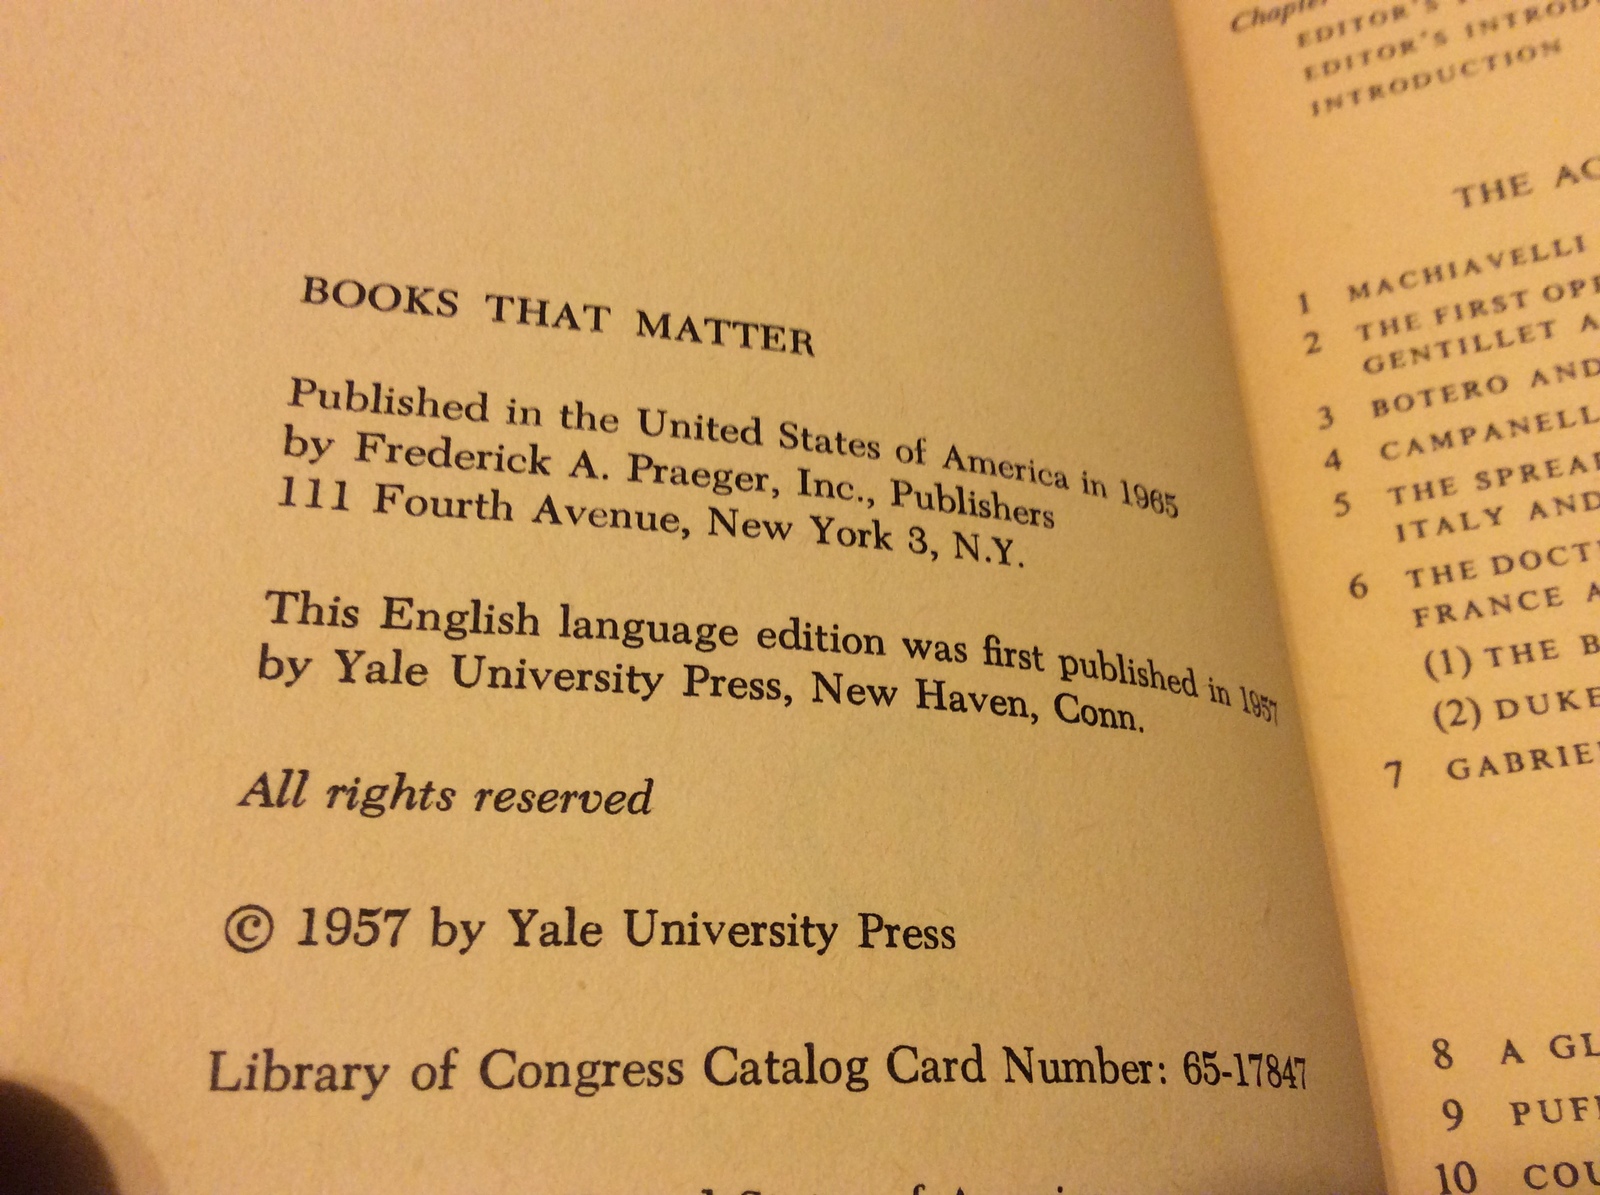 BOOKS THAT MATTER
Published in the United States of America in 1965
by Frederick A. Praeger, Inc., Publishers
111 Fourth Avenue, New York 3, N.Y.
This English language edition was first published in 1957
by Yale University Press, New Haven, Conn.
All rights reserved
© 1957 by Yale University Press
Library of Congress Catalog Card Number: 65-17847
Chapter
EDITOR'S
EDITOR'S
INTRODUCTION
THE
1 MACHIAVELLI
2 THE FIRST
GENTILLET
3 BOTERO AND
4
5 THE
ITALY AND
6 THE
FRANCE
(1) THE
(2) DUKE
7
8 A
9
10